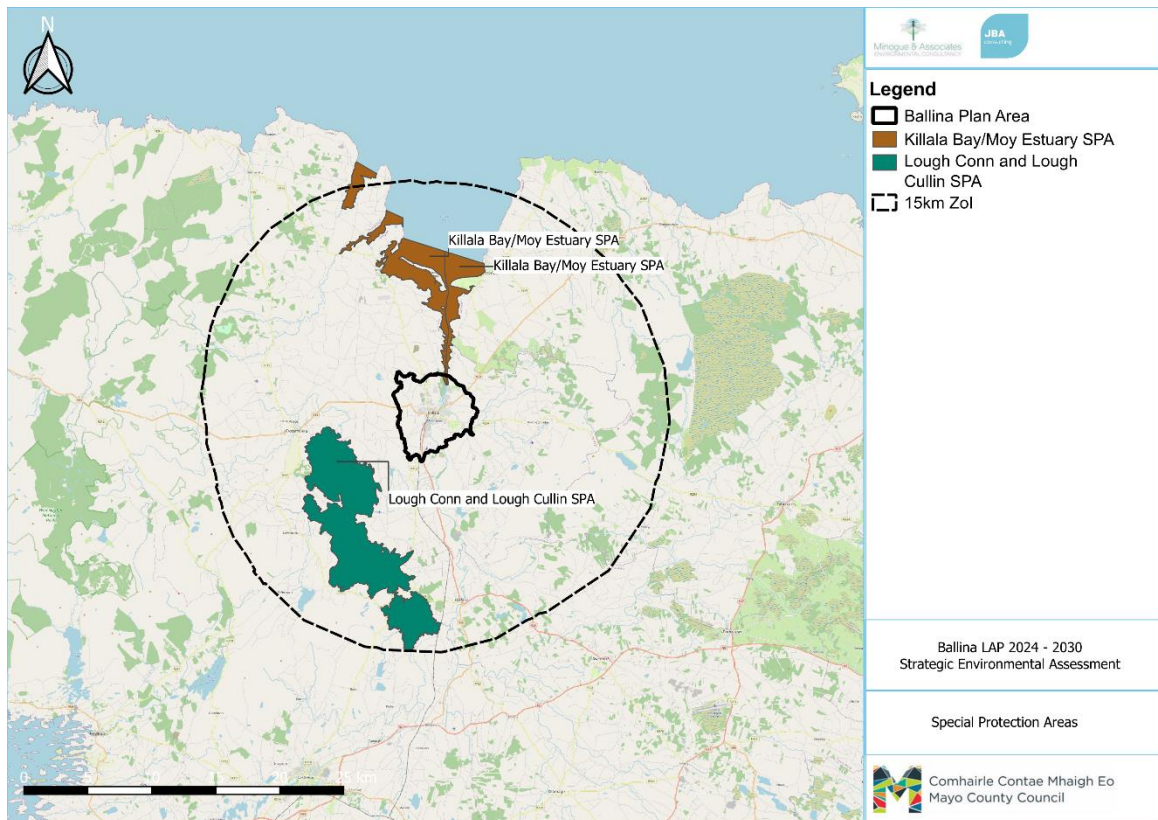 N
Killala Bay/Moy Estuary SPA
Killala Bay/Moy Estuary SPA
Lough Conn and Lough Cullin SPA
0 5 10 15 20 25 km
Minogue & Associates
ENVIRONMENTAL CONSULTANCY
JBA
consulting
Legend
Ballina Plan Area
Killala Bay/Moy Estuary SPA
Lough Conn and Lough
Cullin SPA
15km ZoI
Ballina LAP 2024 - 2030
Strategic Environmental Assessment
Special Protection Areas
Comhairle Contae Mhaigh Eo
Mayo County Council